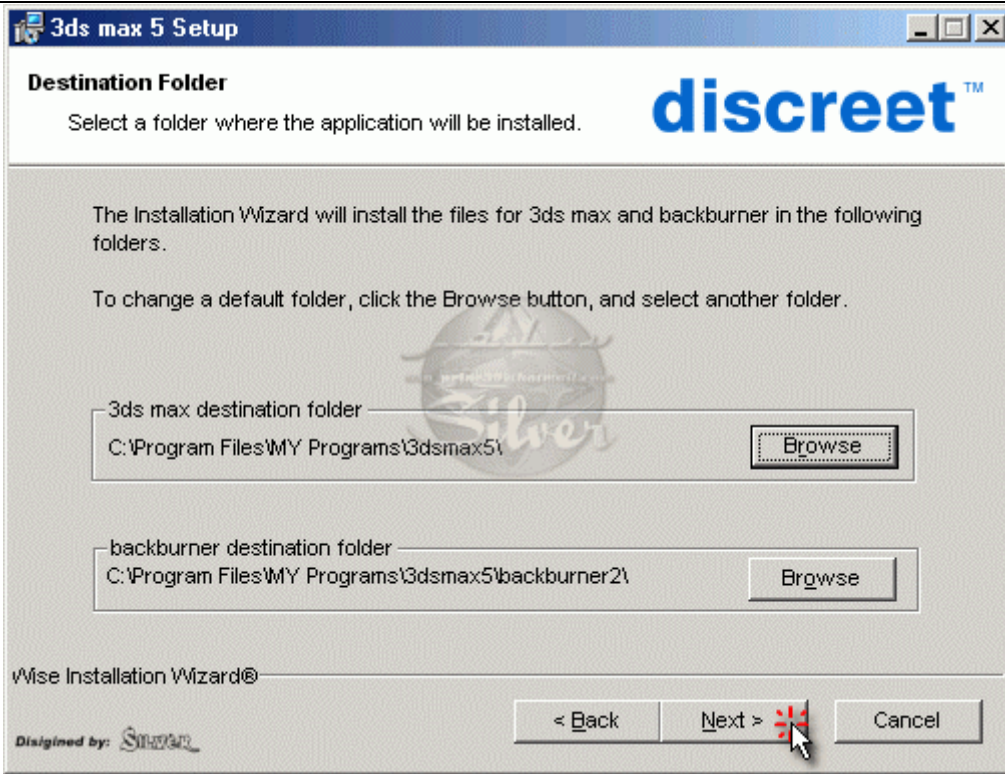 3ds max 5 Setup
Destination Folder
Select a folder where the application will be installed.
discreet™
The Installation Wizard will install the files for 3ds max and backburner in the following
folders.
To change a default folder, click the Browse button, and select another folder.
Silver
3ds max destination folder
C:\Program Files\MY Programs\3dsmax5\
Browse
backburner destination folder
C:\Program Files\MY Programs\3dsmax5\backburner2\
Browse
Wise Installation Wizard®
< Back
Next >
Cancel
Disigined by: Silver